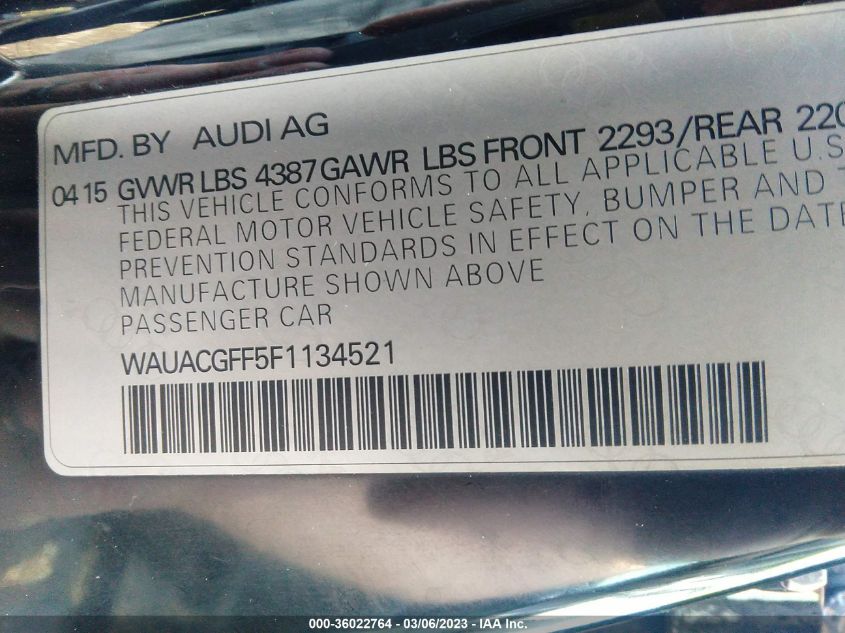 MFD. BY AUDI AG
04 15 GVWR LBS 4387 GAWR LBS FRONT 2293/REAR 220
THIS VEHICLE CONFORMS TO ALL APPLICABLE U.S
FEDERAL MOTOR VEHICLE SAFETY, BUMPER AND
PREVENTION STANDARDS IN EFFECT ON THE DATE
MANUFACTURE SHOWN ABOVE
PASSENGER CAR
WAUACGFF5F1134521
000-36022764 - 03/06/2023 - IAA Inc.